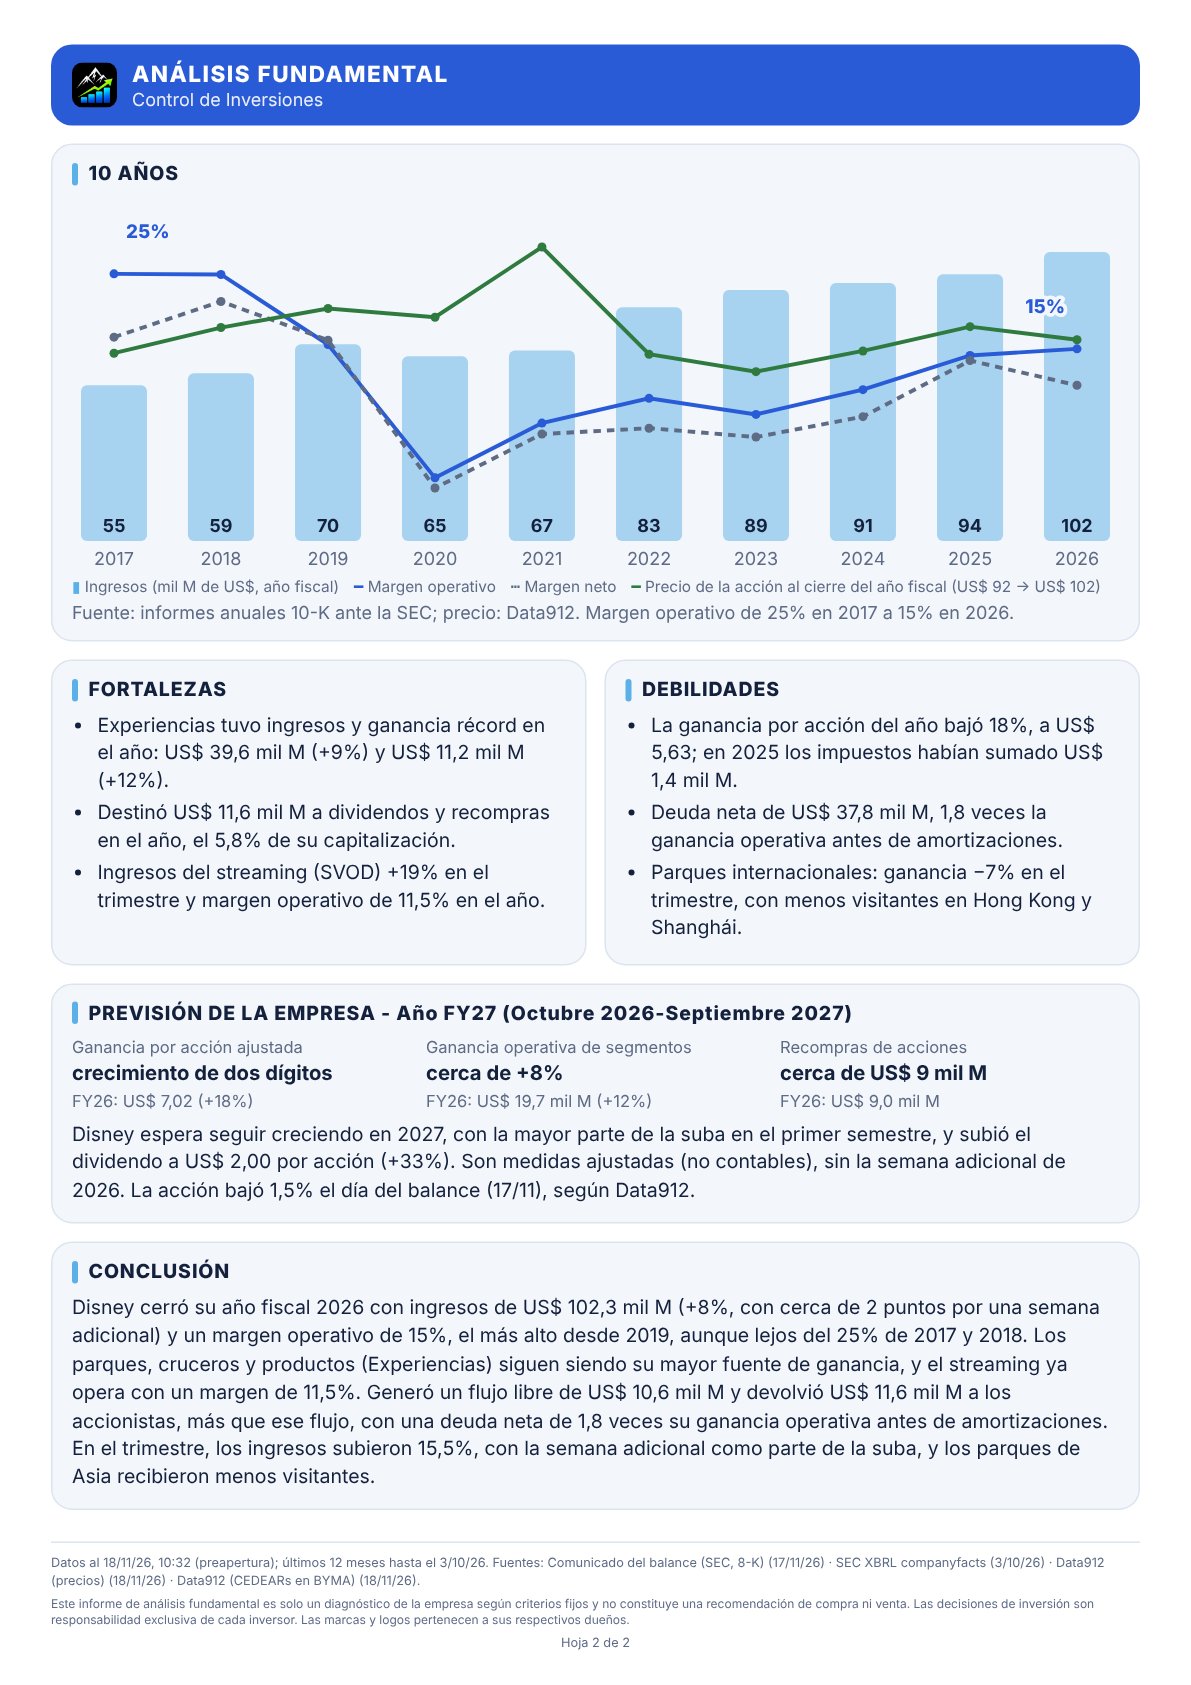 ANÁLISIS FUNDAMENTAL
Control de Inversiones
10 AÑOS
25%
15%
55 59 70 65 67 83 89 91 94 102
2017 2018 2019 2020 2021 2022 2023 2024 2025 2026
Ingresos (mil M de US$, año fiscal) Margen operativo Margen neto Precio de la acción al cierre del año fiscal (US$ 92 → US$ 102)
Fuente: informes anuales 10-K ante la SEC; precio: Data912. Margen operativo de 25% en 2017 a 15% en 2026.
FORTALEZAS
• Experiencias tuvo ingresos y ganancia récord en
el año: US$ 39,6 mil M (+9%) y US$ 11,2 mil M
(+12%).
• Destinó US$ 11,6 mil M a dividendos y recompras
en el año, el 5,8% de su capitalización.
• Ingresos del streaming (SVOD) +19% en el
trimestre y margen operativo de 11,5% en el año.
DEBILIDADES
• La ganancia por acción del año bajó 18%, a US$
5,63; en 2025 los impuestos habían sumado US$
1,4 mil M.
• Deuda neta de US$ 37,8 mil M, 1,8 veces la
ganancia operativa antes de amortizaciones.
• Parques internacionales: ganancia −7% en el
trimestre, con menos visitantes en Hong Kong y
Shanghái.
PREVISIÓN DE LA EMPRESA - Año FY27 (Octubre 2026-Septiembre 2027)
Ganancia por acción ajustada
crecimiento de dos dígitos
FY26: US$ 7,02 (+18%)
Ganancia operativa de segmentos
cerca de +8%
FY26: US$ 19,7 mil M (+12%)
Recompras de acciones
cerca de US$ 9 mil M
FY26: US$ 9,0 mil M
Disney espera seguir creciendo en 2027, con la mayor parte de la suba en el primer semestre, y subió el
dividendo a US$ 2,00 por acción (+33%). Son medidas ajustadas (no contables), sin la semana adicional de
2026. La acción bajó 1,5% el día del balance (17/11), según Data912.
CONCLUSIÓN
Disney cerró su año fiscal 2026 con ingresos de US$ 102,3 mil M (+8%, con cerca de 2 puntos por una semana
adicional) y un margen operativo de 15%, el más alto desde 2019, aunque lejos del 25% de 2017 y 2018. Los
parques, cruceros y productos (Experiencias) siguen siendo su mayor fuente de ganancia, y el streaming ya
opera con un margen de 11,5%. Generó un flujo libre de US$ 10,6 mil M y devolvió US$ 11,6 mil M a los
accionistas, más que ese flujo, con una deuda neta de 1,8 veces su ganancia operativa antes de amortizaciones.
En el trimestre, los ingresos subieron 15,5%, con la semana adicional como parte de la suba, y los parques de
Asia recibieron menos visitantes.
Datos al 18/11/26, 10:32 (preapertura); últimos 12 meses hasta el 3/10/26. Fuentes: Comunicado del balance (SEC, 8-K) (17/11/26) · SEC XBRL companyfacts (3/10/26) · Data912
(precios) (18/11/26) · Data912 (CEDEARs en BYMA) (18/11/26).
Este informe de análisis fundamental es solo un diagnóstico de la empresa según criterios fijos y no constituye una recomendación de compra ni venta. Las decisiones de inversión son
responsabilidad exclusiva de cada inversor. Las marcas y logos pertenecen a sus respectivos dueños.
Hoja 2 de 2